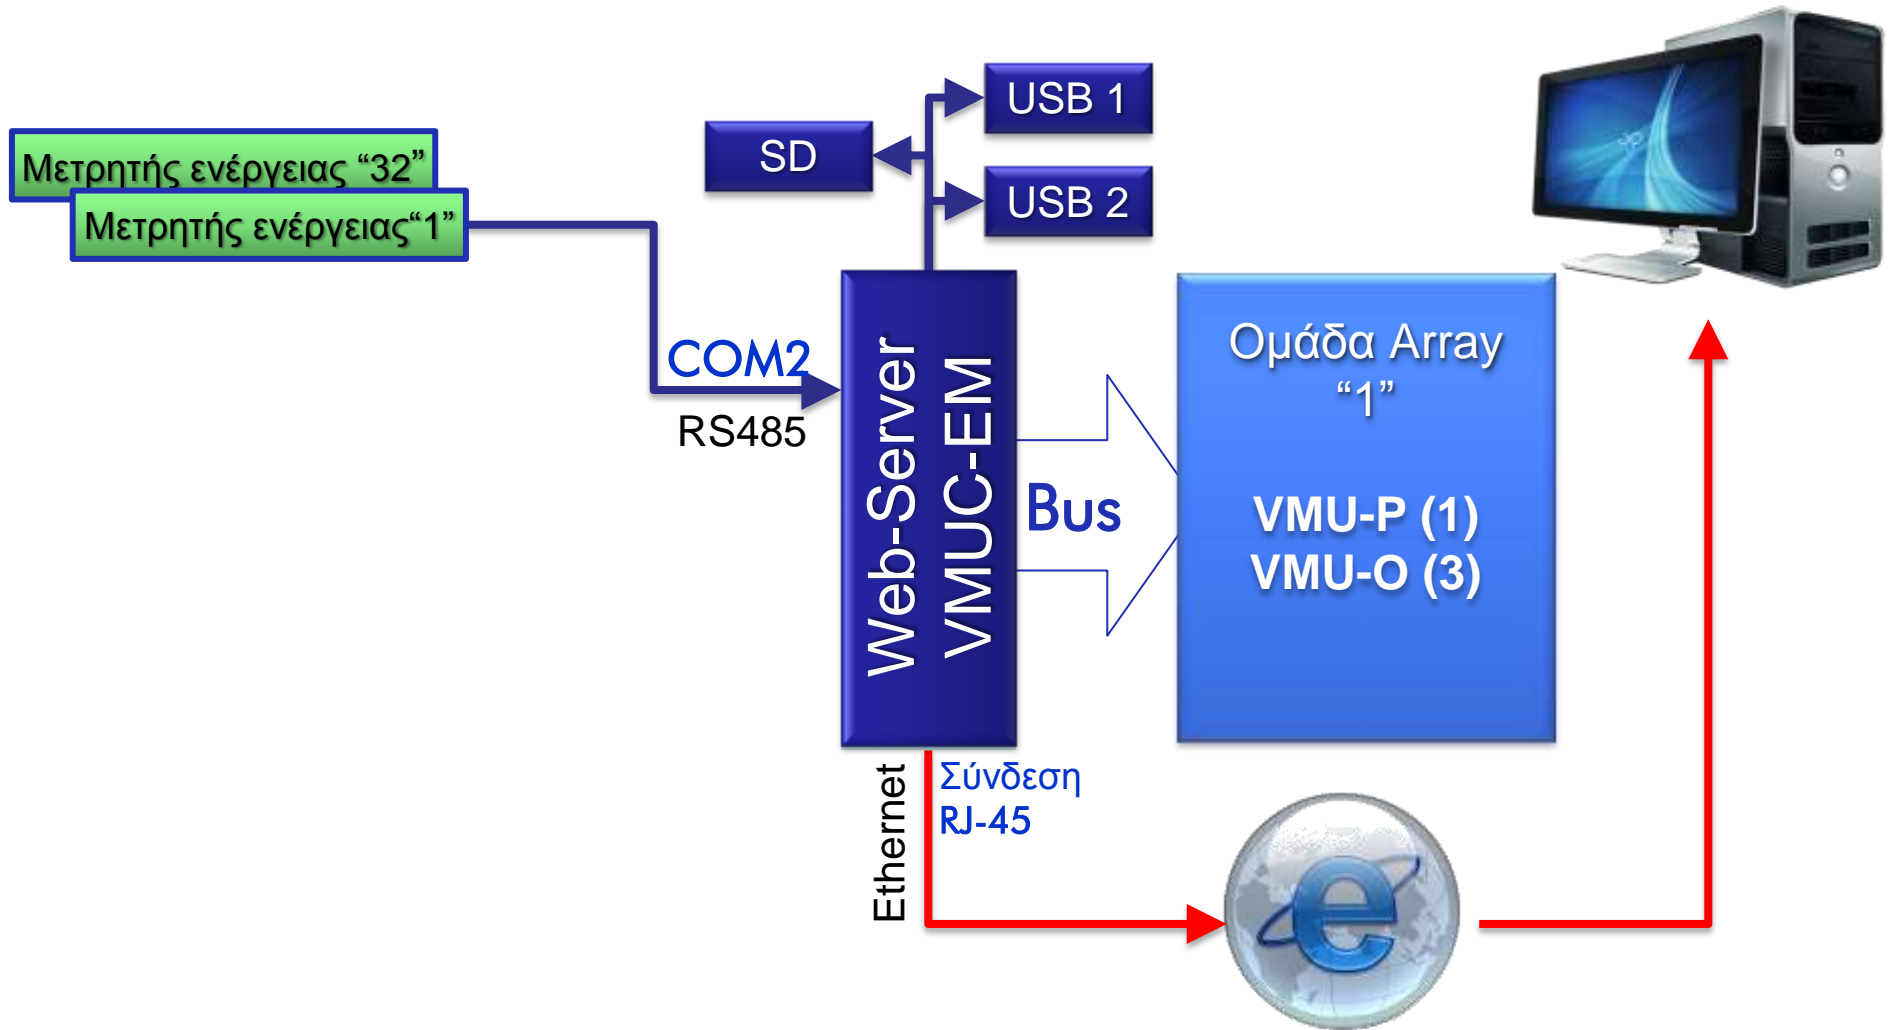 USB 1
SD
Μετρητής ενέργειας “32”
USB 2
Μετρητής ενέργειας“1”
COM2
RS485
Web-Server
VMUC-EM
Bus
Ομάδα Array
“1”
VMU-P (1)
VMU-O (3)
Ethernet
Σύνδεση
RJ-45